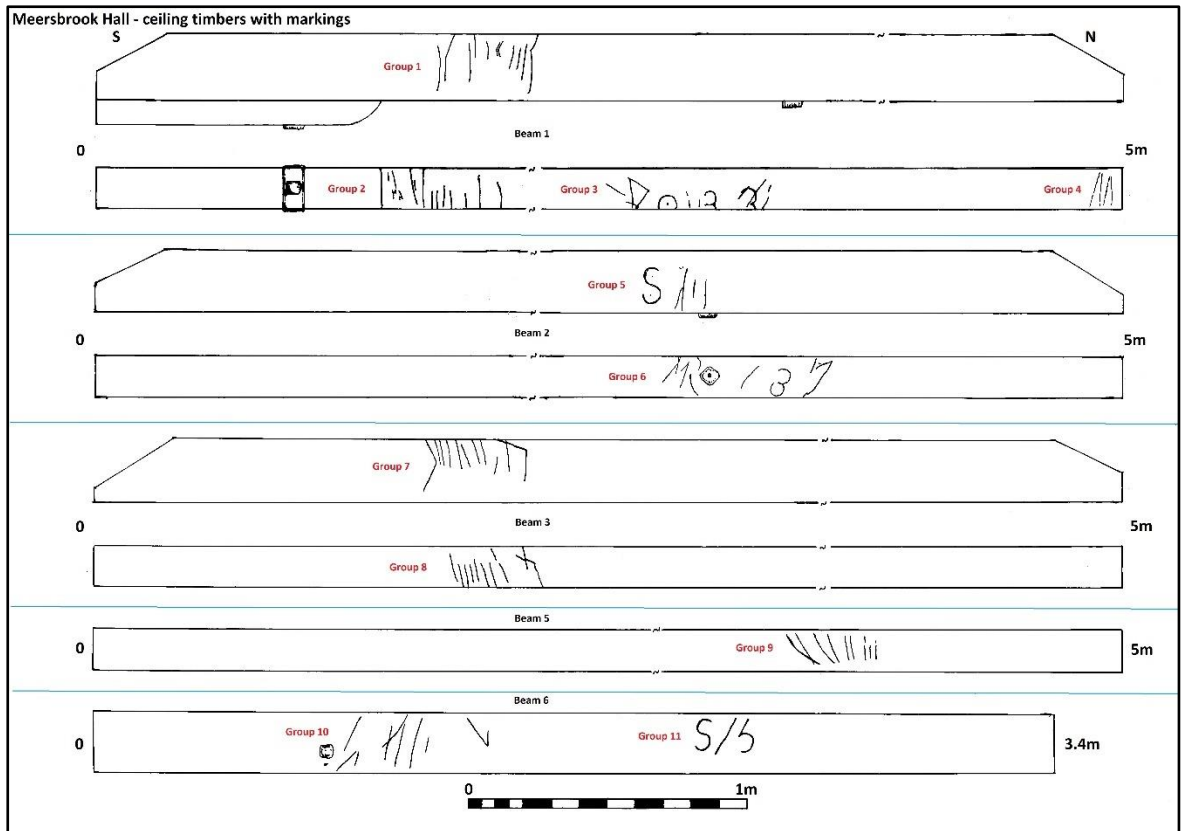 Meersbrook Hall - ceiling timbers with markings
S N
Group 1
Beam 1
0 5m
Group 2 Group 3 Group 4
Group 5 S
Beam 2
0 5m
Group 6
Group 7
Beam 3
0 5m
Group 8
Beam 5
0 Group 9 5m
Beam 6
Group 10
0 Group 11 S/5 3.4m
0 1m